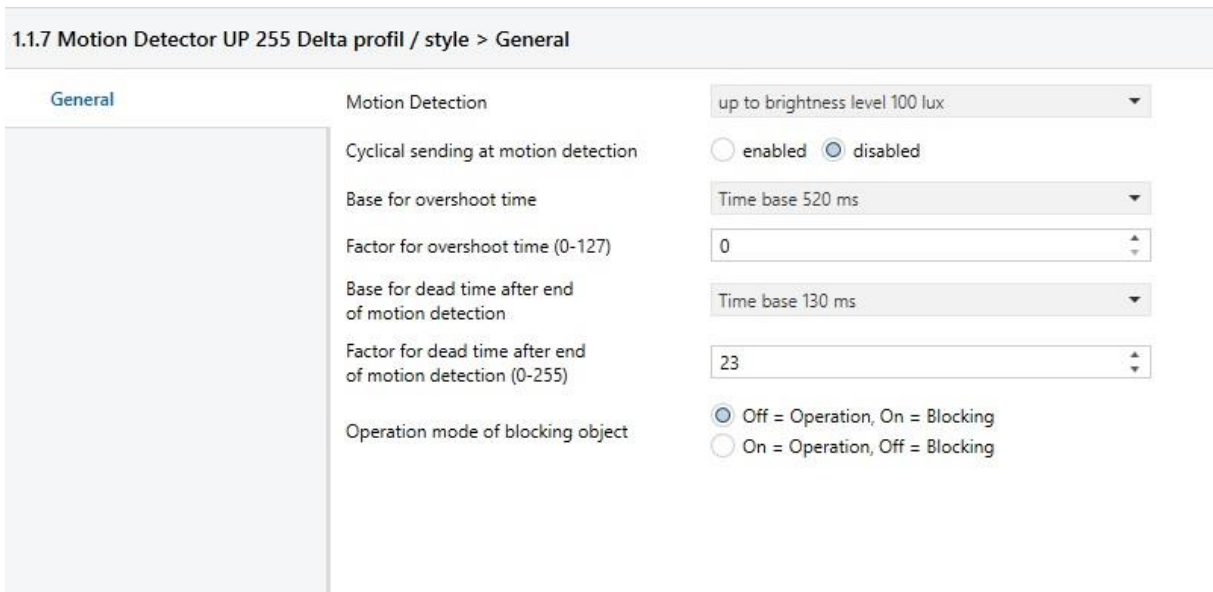 1.1.7 Motion Detector UP 255 Delta profil / style > General
General
Motion Detection
up to brightness level 100 lux
Cyclical sending at motion detection
enabled disabled
Base for overshoot time
Time base 520 ms
Factor for overshoot time (0-127)
0
Base for dead time after end
of motion detection
Time base 130 ms
Factor for dead time after end
of motion detection (0-255)
23
Operation mode of blocking object
Off = Operation, On = Blocking
On = Operation, Off = Blocking